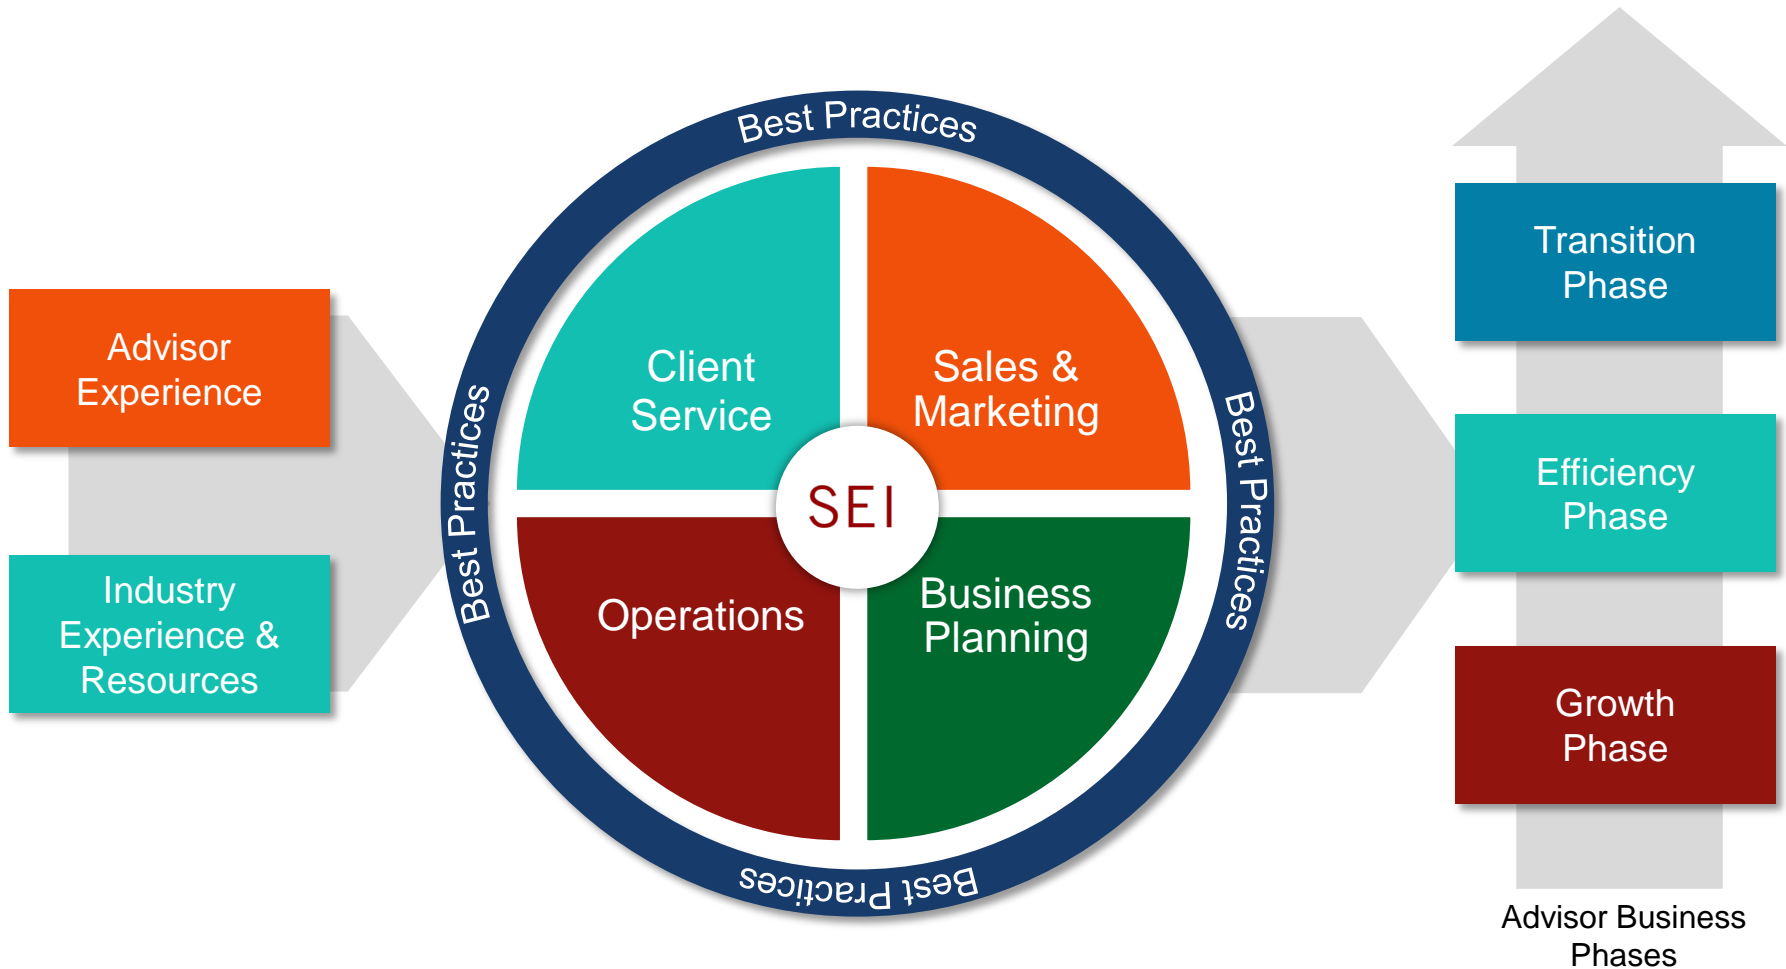 Advisor
Experience
Industry
Experience &
Resources
Best Practices
Best Practices
Client
Service
Sales &
Marketing
SEI
Operations
Business
Planning
Best Practices
Best Practices
Transition
Phase
Efficiency
Phase
Growth
Phase
Advisor Business
Phases